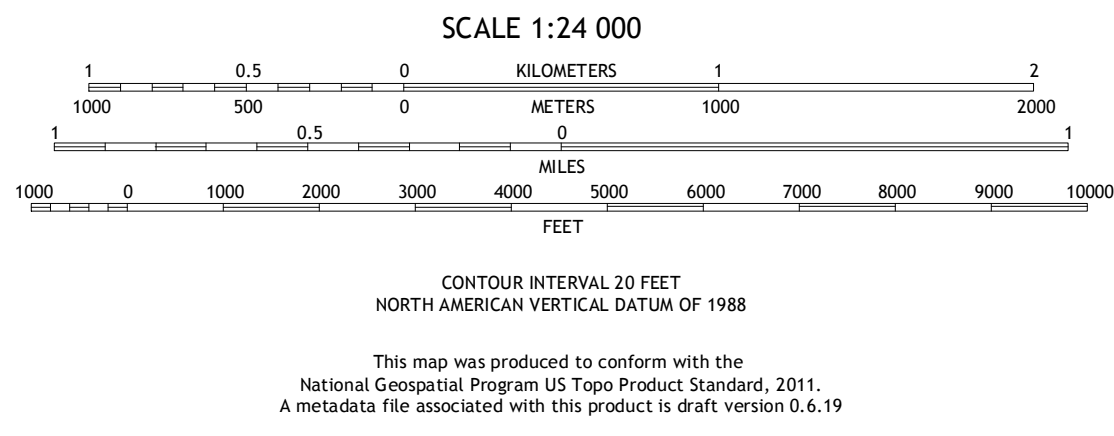 SCALE 1:24 000
1 0.5 0 KILOMETERS 1 2
1000 500 0 METERS 1000 2000
1 0.5 0 1
MILES
1000 0 1000 2000 3000 4000 5000 6000 7000 8000 9000 10000
FEET
CONTOUR INTERVAL 20 FEET
NORTH AMERICAN VERTICAL DATUM OF 1988
This map was produced to conform with the
National Geospatial Program US Topo Product Standard, 2011.
A metadata file associated with this product is draft version 0.6.19